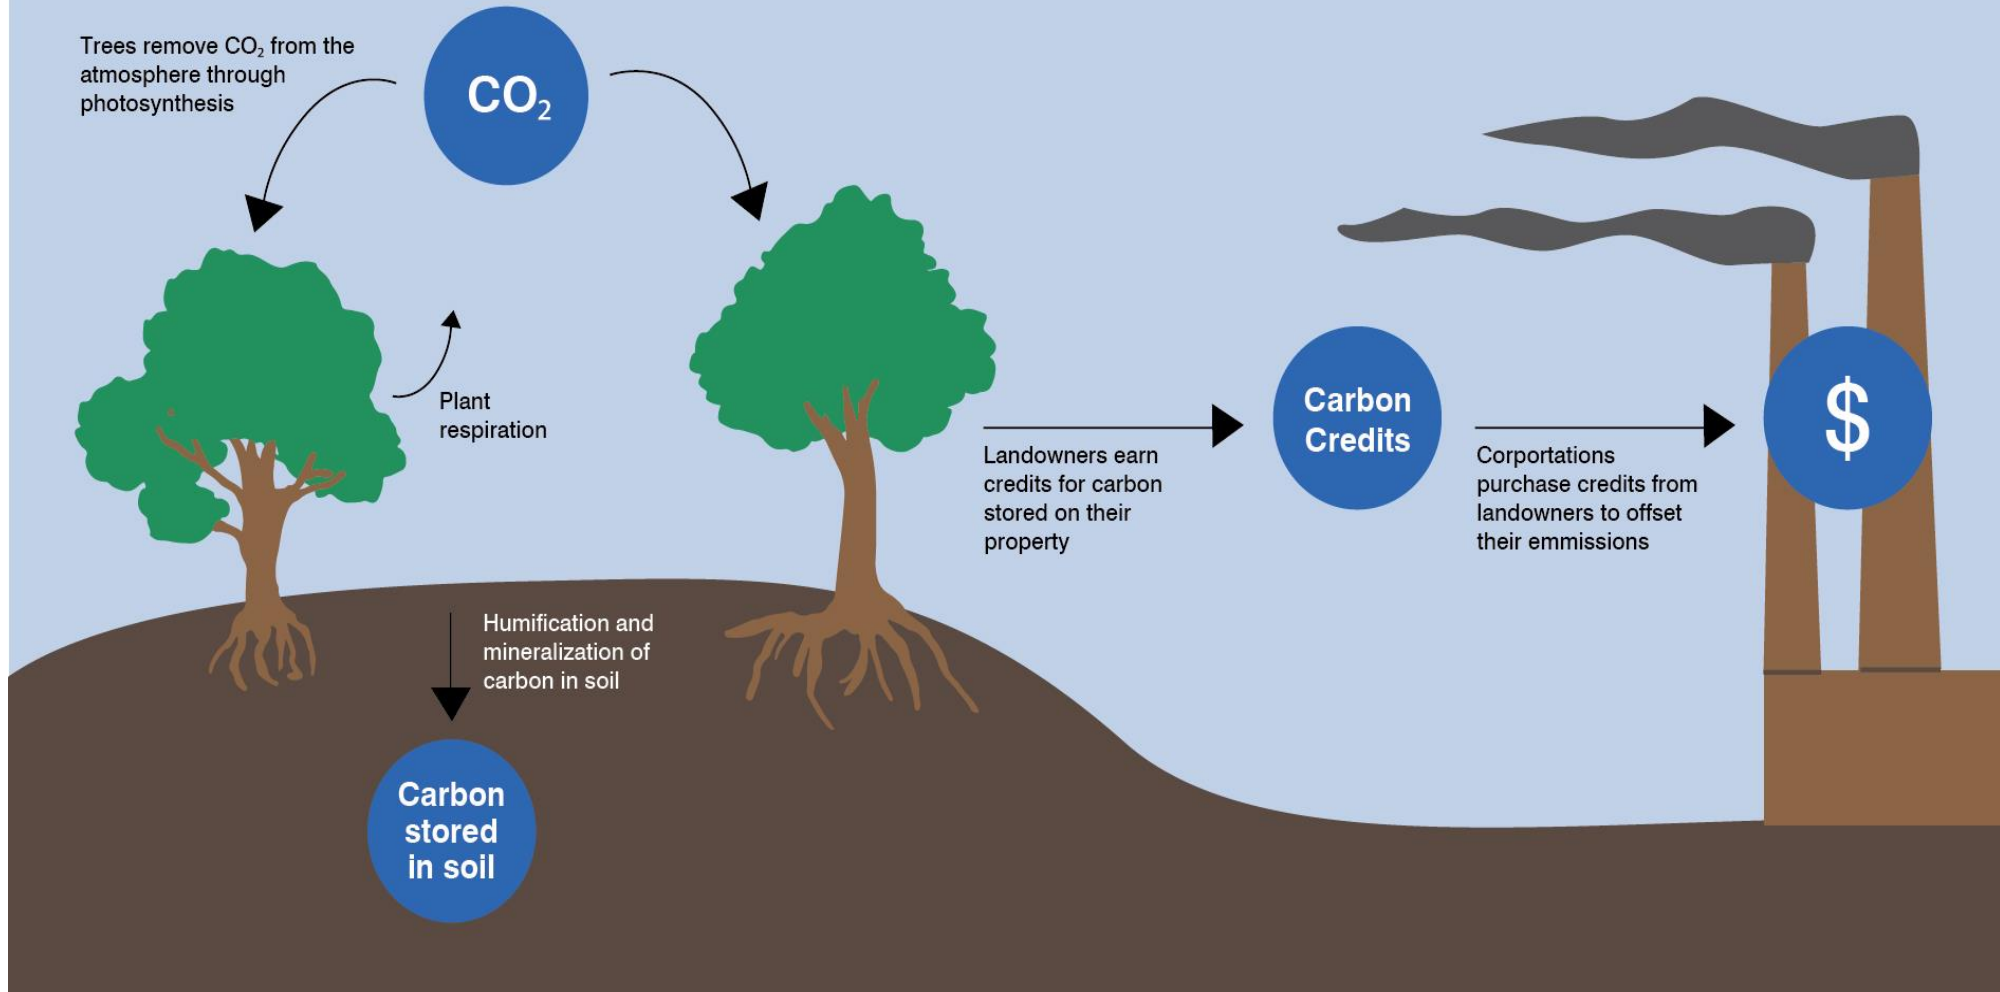 Trees remove CO₂ from the
atmosphere through
photosynthesis
CO₂
Plant
respiration
Landowners earn
credits for carbon
stored on their
property
Carbon
Credits
Corportations
purchase credits from
landowners to offset
their emmissions
$
Humification and
mineralization of
carbon in soil
Carbon
stored
in soil